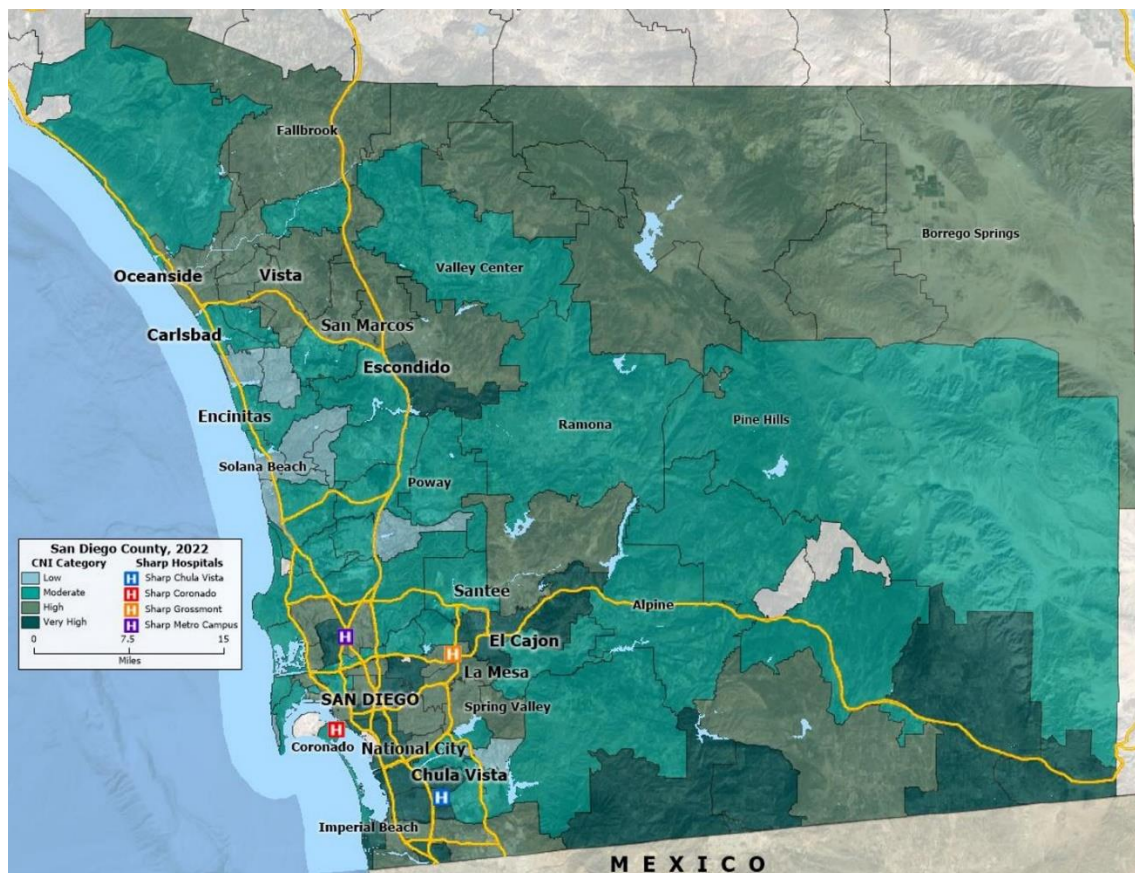 Fallbrook
Borrego Springs
Valley Center
Oceanside
Vista
San Marcos
Carlsbad
Escondido
Encinitas
Ramona
Pine Hills
Solana Beach
Poway
San Diego County, 2022
CNI Category
Low
Moderate
High
Very High
0 7.5 15
Miles
Sharp Hospitals
H Sharp Chula Vista
H Sharp Coronado
H Sharp Grossmont
H Sharp Metro Campus
Santee
Alpine
H
El Cajon
H
La Mesa
SAN DIEGO
Spring Valley
H
Coronado
National City
Chula Vista
H
Imperial Beach
MEXICO